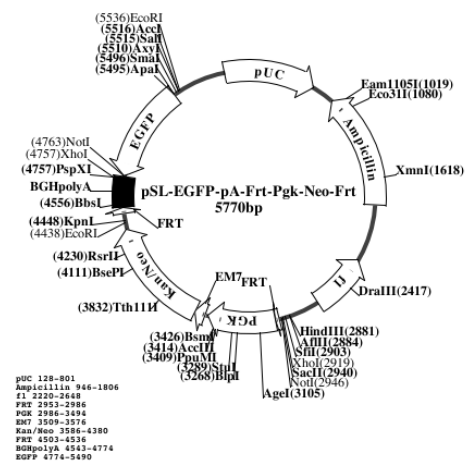 (5536)EcoRI
(5516)AccI
(5515)SalI
(5510)AxyI
(5496)SmaI
(5495)ApaI
pUC
Eam1105I(1019)
Eco31I(1080)
Ampicillin
EGFP
(4763)NotI
(4757)XhoI
(4757)PspXI
BGHpolyA
(4556)BbsI
XmnI(1618)
pSL-EGFP-pA-Frt-Pgk-Neo-Frt
5770bp
(4448)KpnI
(4438)EcoRI
FRT
(4230)RsrII
(4111)BsePI
Kan/Neo
(3832)Tth111I
EM7
FRT
f1
DraIII(2417)
PGK
(3426)BsmI
(3414)AccIII
(3409)PpuMI
(3289)StuI
(3268)BlpI
HindIII(2881)
AflII(2884)
SfiI(2903)
XhoI(2919)
SacII(2940)
NotI(2946)
AgeI(3105)
pUC 128-801
Ampicillin 946-1806
f1 2220-2648
FRT 2953-2986
PGK 2986-3494
EM7 3509-3576
Kan/Neo 3586-4380
FRT 4503-4536
BGHpolyA 4543-4774
EGFP 4774-5490